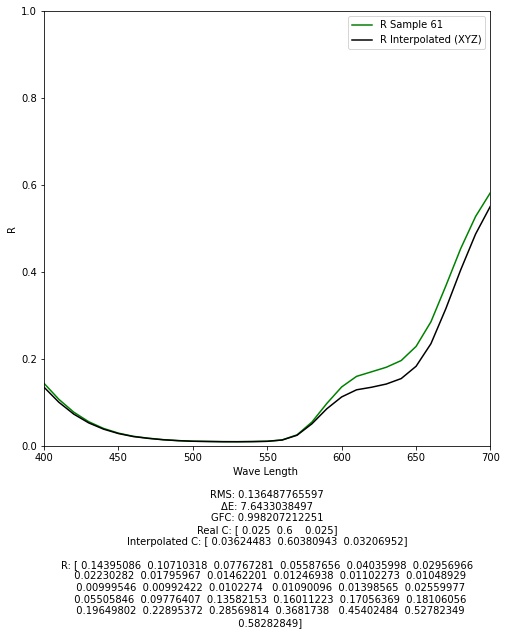 1.0
R Sample 61
R Interpolated (XYZ)
0.8
0.6
R
0.4
0.2
0.0
400 450 500 550 600 650 700
Wave Length
RMS: 0.136487765597
ΔE: 7.6433038497
GFC: 0.998207212251
Real C: [ 0.025 0.6 0.025]
Interpolated C: [ 0.03624483 0.60380943 0.03206952]
R: [ 0.14395086 0.10710318 0.07767281 0.05587656 0.04035998 0.02956966
0.02230282 0.01795967 0.01462201 0.01246938 0.01102273 0.01048929
0.00999546 0.00992422 0.0102274 0.01090096 0.01398565 0.02559977
0.05505846 0.09776407 0.13582153 0.16011223 0.17056369 0.18106056
0.19649802 0.22895372 0.28569814 0.3681738 0.45402484 0.52782349
0.58282849]